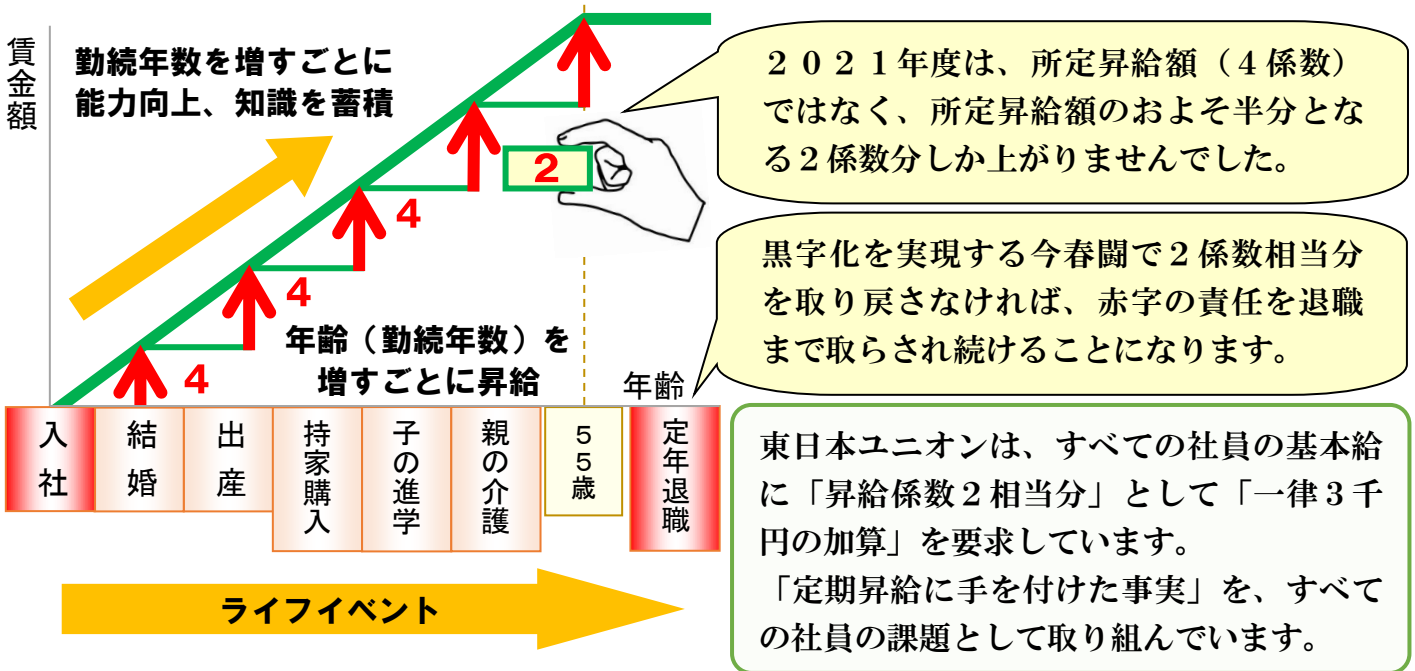 賃金額
勤続年数を増すごとに
能力向上、知識を蓄積
2
4
4
4
年齢(勤続年数)を
増すごとに昇給
年齢
入社
結婚
出産
持家購入
子の進学
親の介護
55歳
定年退職
ライフイベント
2021年度は、所定昇給額(4係数)
ではなく、所定昇給額のおよそ半分とな
る2係数分しか上がりませんでした。
黒字化を実現する今春闘で2係数相当分
を取り戻さなければ、赤字の責任を退職
まで取らされ続けることになります。
東日本ユニオンは、すべての社員の基本給
に「昇給係数2相当分」として「一律3千
円の加算」を要求しています。
「定期昇給に手を付けた事実」を、すべて
の社員の課題として取り組んでいます。